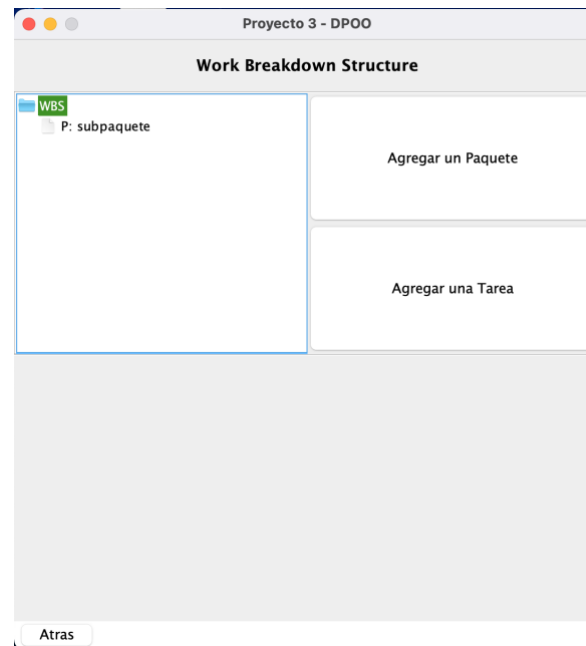 Proyecto 3 - DPOO
Work Breakdown Structure
WBS
P: subpaquete
Agregar un Paquete
Agregar una Tarea
Atras